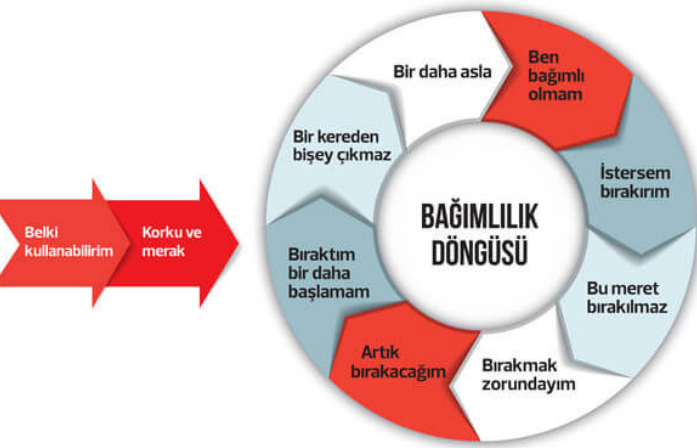 Belki
kullanabilirim
Korku ve
merak
BAĞIMLILIK
DÖNGÜSÜ
Bir daha asla
Ben
bağımlı
olmam
İstersem
bırakırım
Bu meret
bırakılmaz
Bırakmak
zorundayım
Artık
bırakacağım
Bıraktım
bir daha
başlamam
Bir kereden
bişey çıkmaz